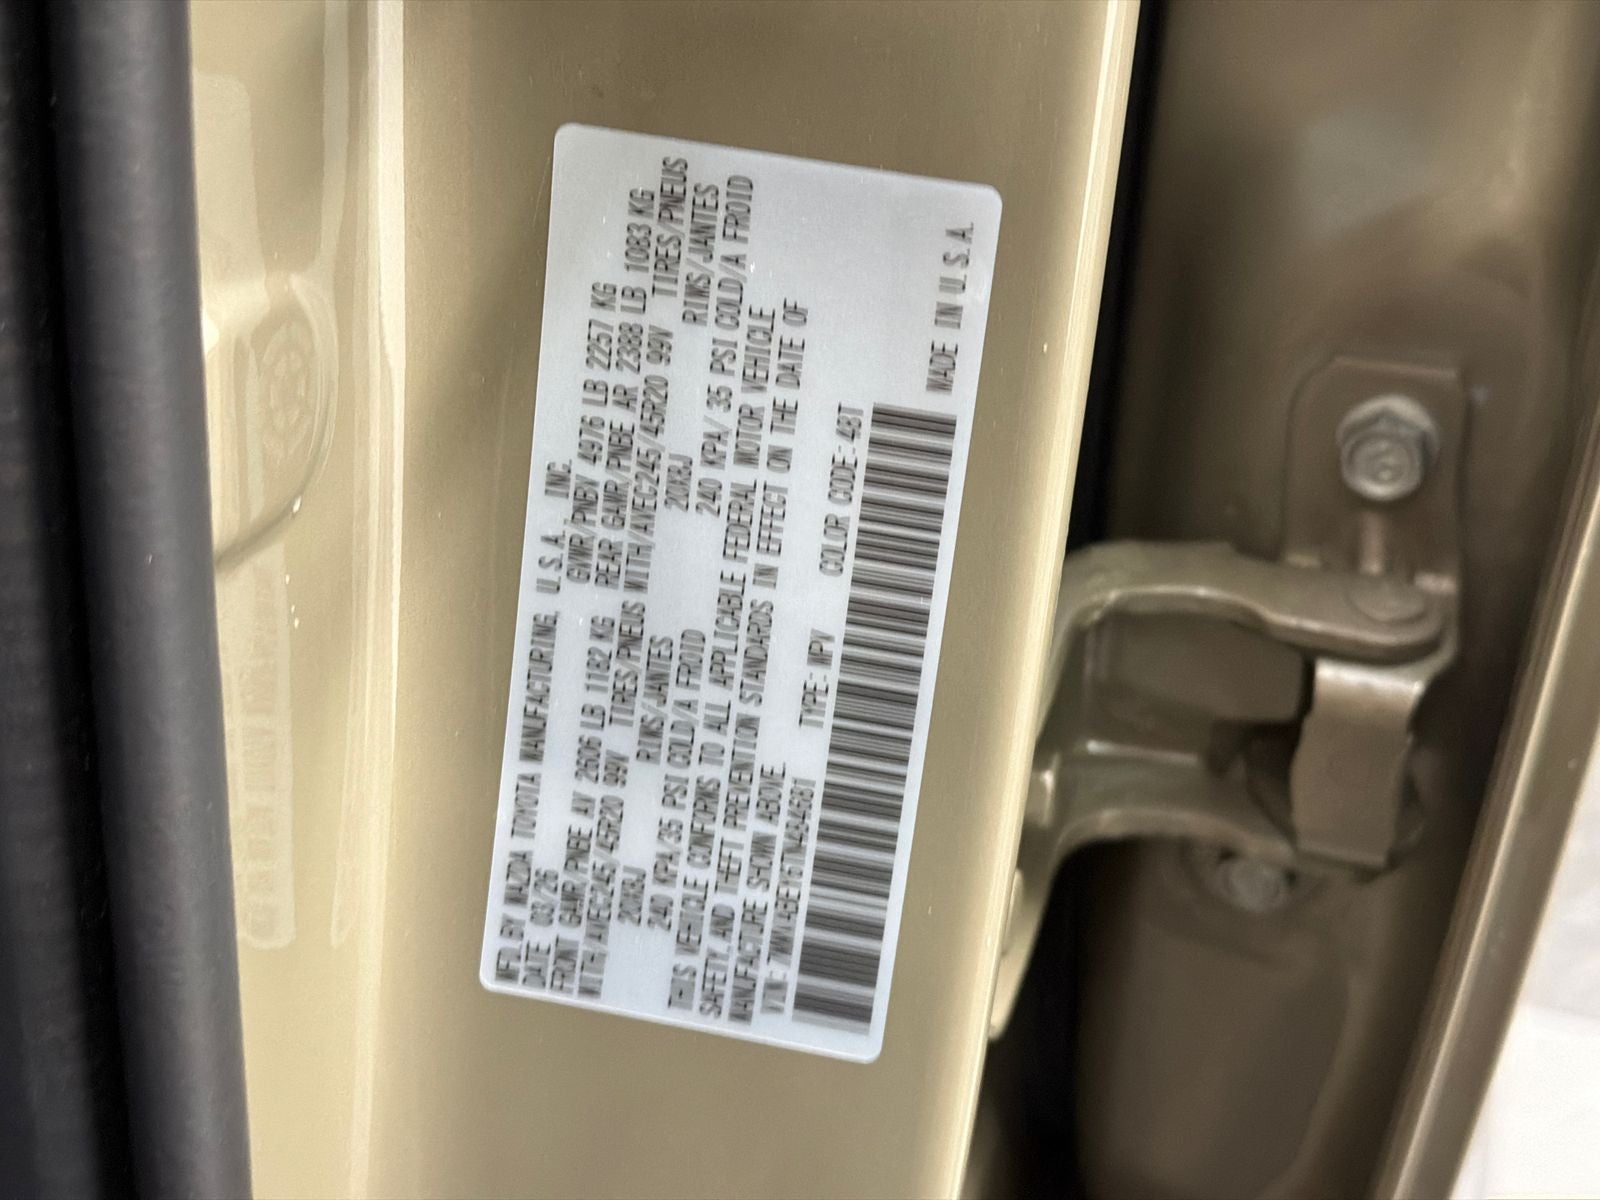 MFD. BY MAZDA TOYOTA MANUFACTURING, U.S.A., INC.
DATE 03/26 GVWR/PNBV 4976 LB 2257 KG
FRONT GAWR/PNBE AV 2606 LB 1182 KG REAR GAWR/PNBE AR 2388 LB 1083 KG
WITH/AVEC245/45R20 99V TIRES/PNEUS WITH/AVEC245/45R20 99V TIRES/PNEUS
20X8J RIMS/JANTES 20X8J RIMS/JANTES
240 KPA/35 PSI COLD/A FROID 240 KPA/35 PSI COLD/A FROID
THIS VEHICLE CONFORMS TO ALL APPLICABLE FEDERAL MOTOR VEHICLE
SAFETY, AND THEFT PREVENTION STANDARDS IN EFFECT ON THE DATE OF
MANUFACTURE SHOWN ABOVE.
VIN: TYPE:MPV COLOR CODE:48T
MADE IN U.S.A.